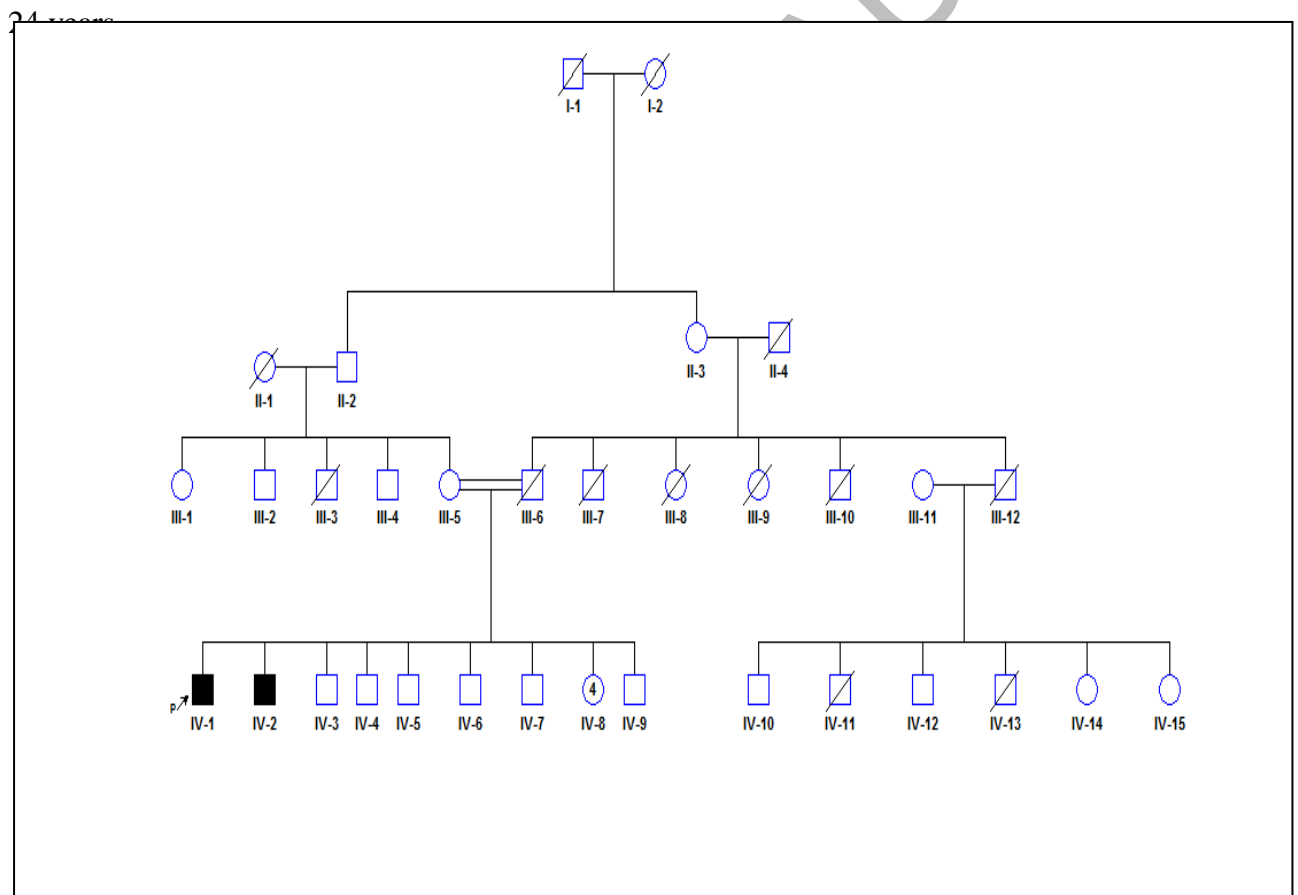 24 years
I-1 I-2
II-3 II-4
II-1 II-2
III-1 III-2 III-3 III-4 III-5 III-6 III-7 III-8 III-9 III-10 III-11 III-12
4
P
IV-1 IV-2 IV-3 IV-4 IV-5 IV-6 IV-7 IV-8 IV-9 IV-10 IV-11 IV-12 IV-13 IV-14 IV-15